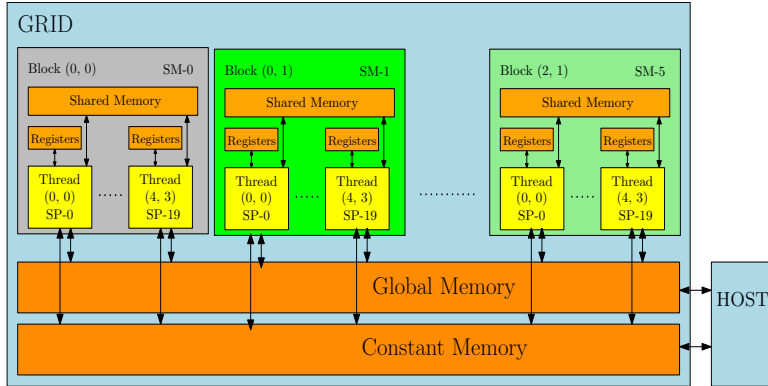 GRID
Block (0, 0) SM-0
Shared Memory
Registers Registers
Thread
(0, 0)
SP-0
.....
Thread
(4, 3)
SP-19
Block (0, 1) SM-1
Shared Memory
Registers Registers
Thread
(0, 0)
SP-0
.....
Thread
(4, 3)
SP-19
...........
Block (2, 1) SM-5
Shared Memory
Registers Registers
Thread
(0, 0)
SP-0
.....
Thread
(4, 3)
SP-19
Global Memory
Constant Memory
HOST